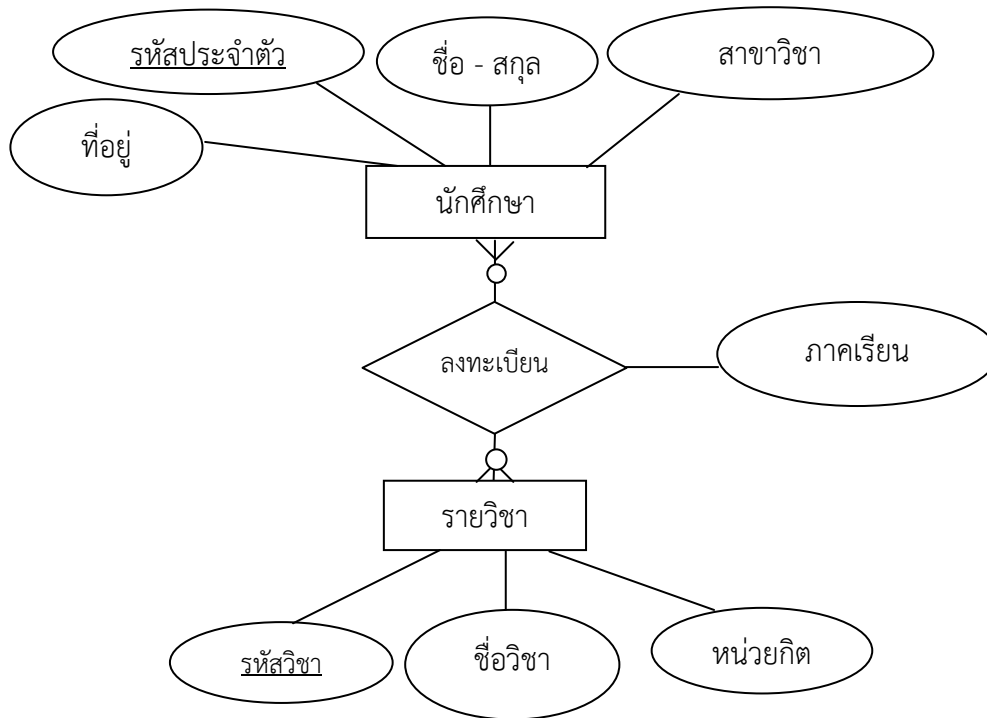 รหัสประจำตัว
ชื่อ - สกุล
สาขาวิชา
ที่อยู่
นักศึกษา
ลงทะเบียน
ภาคเรียน
รายวิชา
รหัสวิชา
ชื่อวิชา
หน่วยกิต